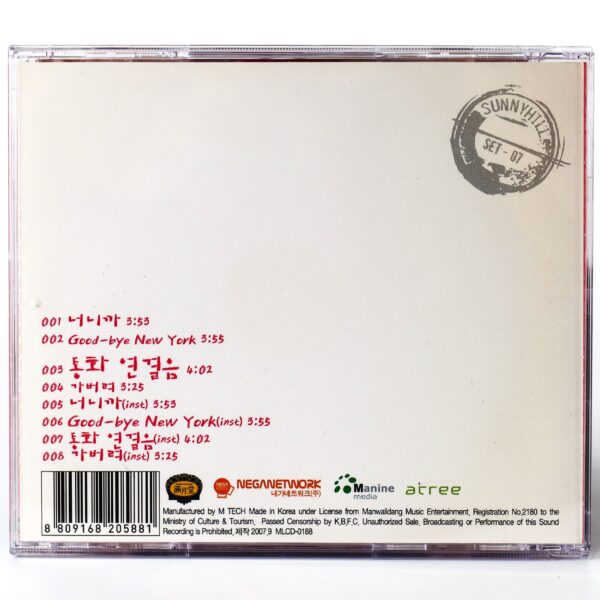 SUNNYHILL
SET - 07
001 너니까 3:53
002 Good-bye New York 3:55
003 통화 연결음 4:02
004 가버려 3:25
005 너니까(inst) 3:53
006 Good-bye New York(inst) 3:55
007 통화 연결음(inst) 4:02
008 가버려(inst) 3:25
8 809168 205881
滿月堂
NEGANETWORK
내가네트워크(주)
Manine
media
atree
Manufactured by M TECH Made in Korea under License from Manwalldang Music Entertainment, Registration No,2180 to the
Ministry of Culture & Tourism, Passed Censorship by K,B,F,C, Unauthorized Sale, Broadcasting or Performance of this Sound
Recording is Prohibited, 제작 2007,9 MLCD-0188